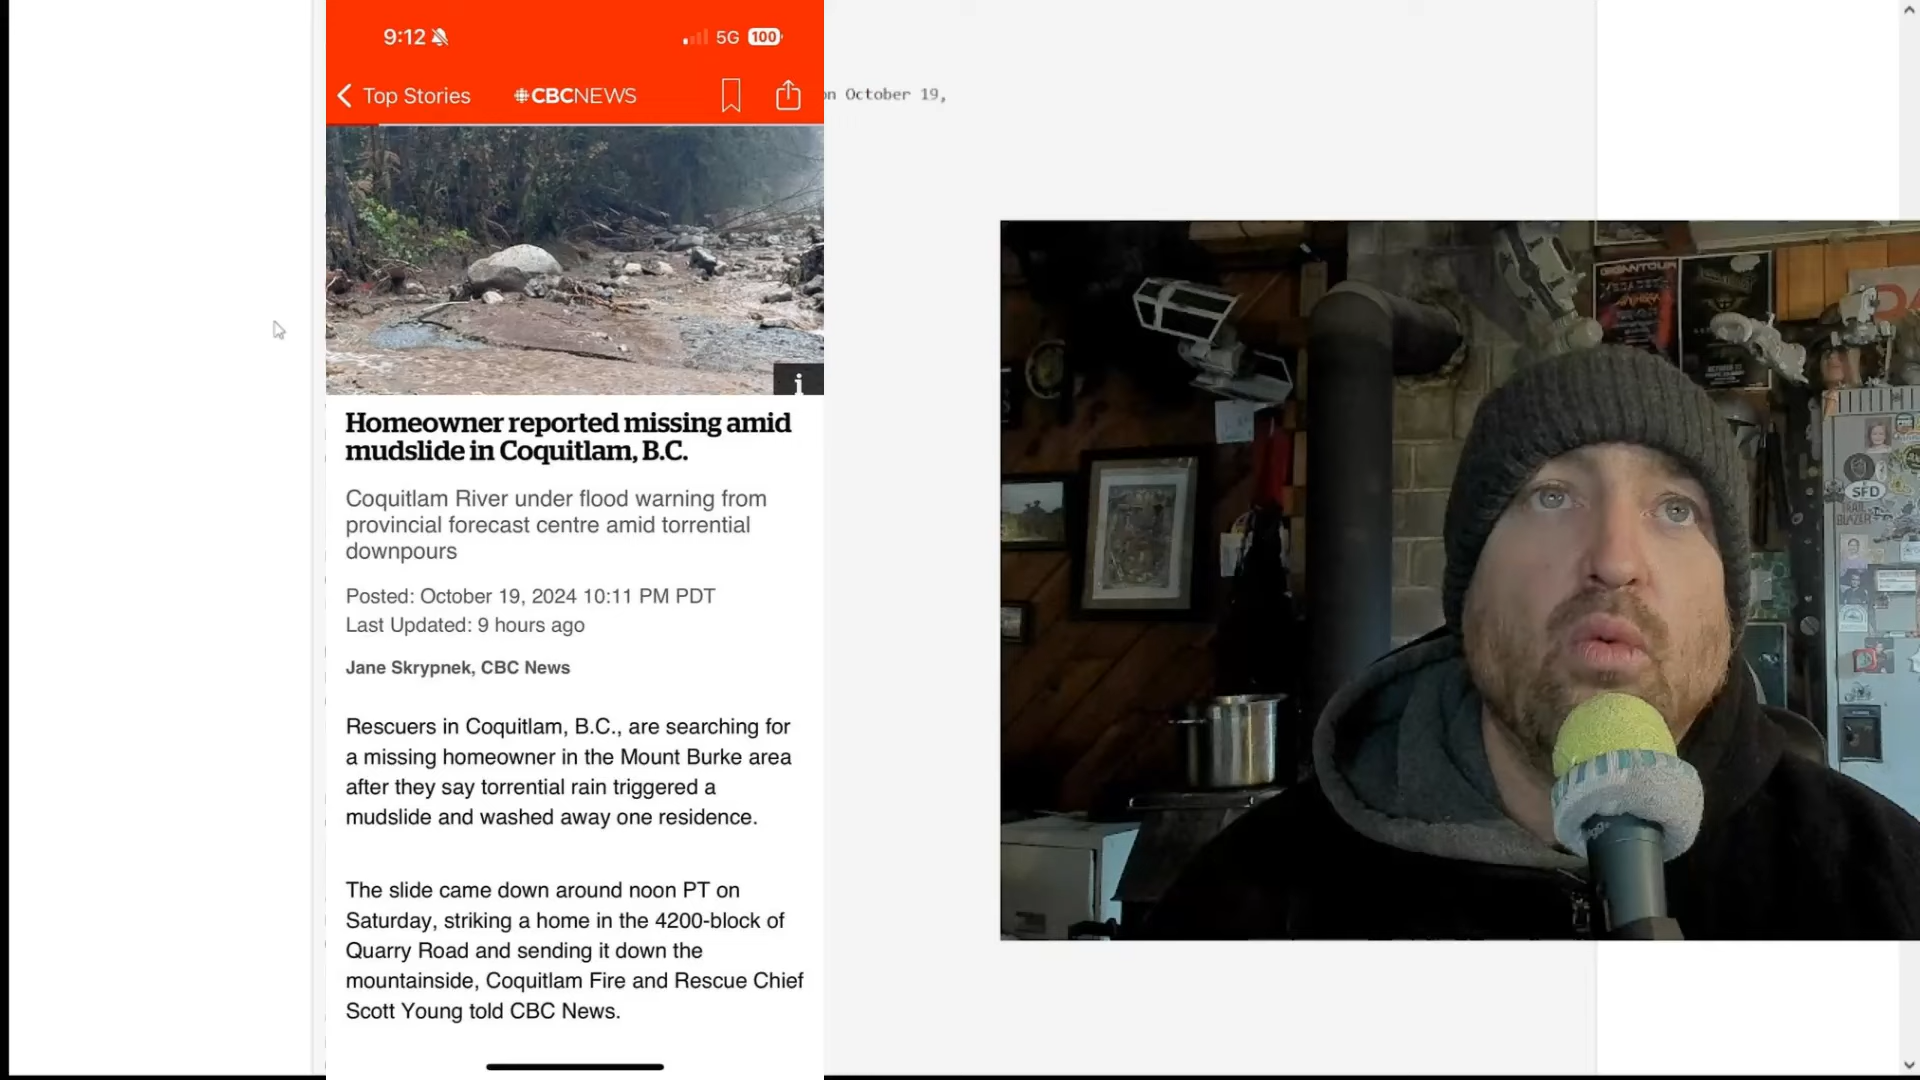 9:12
5G 100
Top Stories
CBCNEWS
on October 19,
i
Homeowner reported missing amid
mudslide in Coquitlam, B.C.
Coquitlam River under flood warning from
provincial forecast centre amid torrential
downpours
Posted: October 19, 2024 10:11 PM PDT
Last Updated: 9 hours ago
Jane Skrypnek, CBC News
Rescuers in Coquitlam, B.C., are searching for
a missing homeowner in the Mount Burke area
after they say torrential rain triggered a
mudslide and washed away one residence.
The slide came down around noon PT on
Saturday, striking a home in the 4200-block of
Quarry Road and sending it down the
mountainside, Coquitlam Fire and Rescue Chief
Scott Young told CBC News.
GIGANTOUR
MEGADETH
SFD
TRAIL
BLAZER